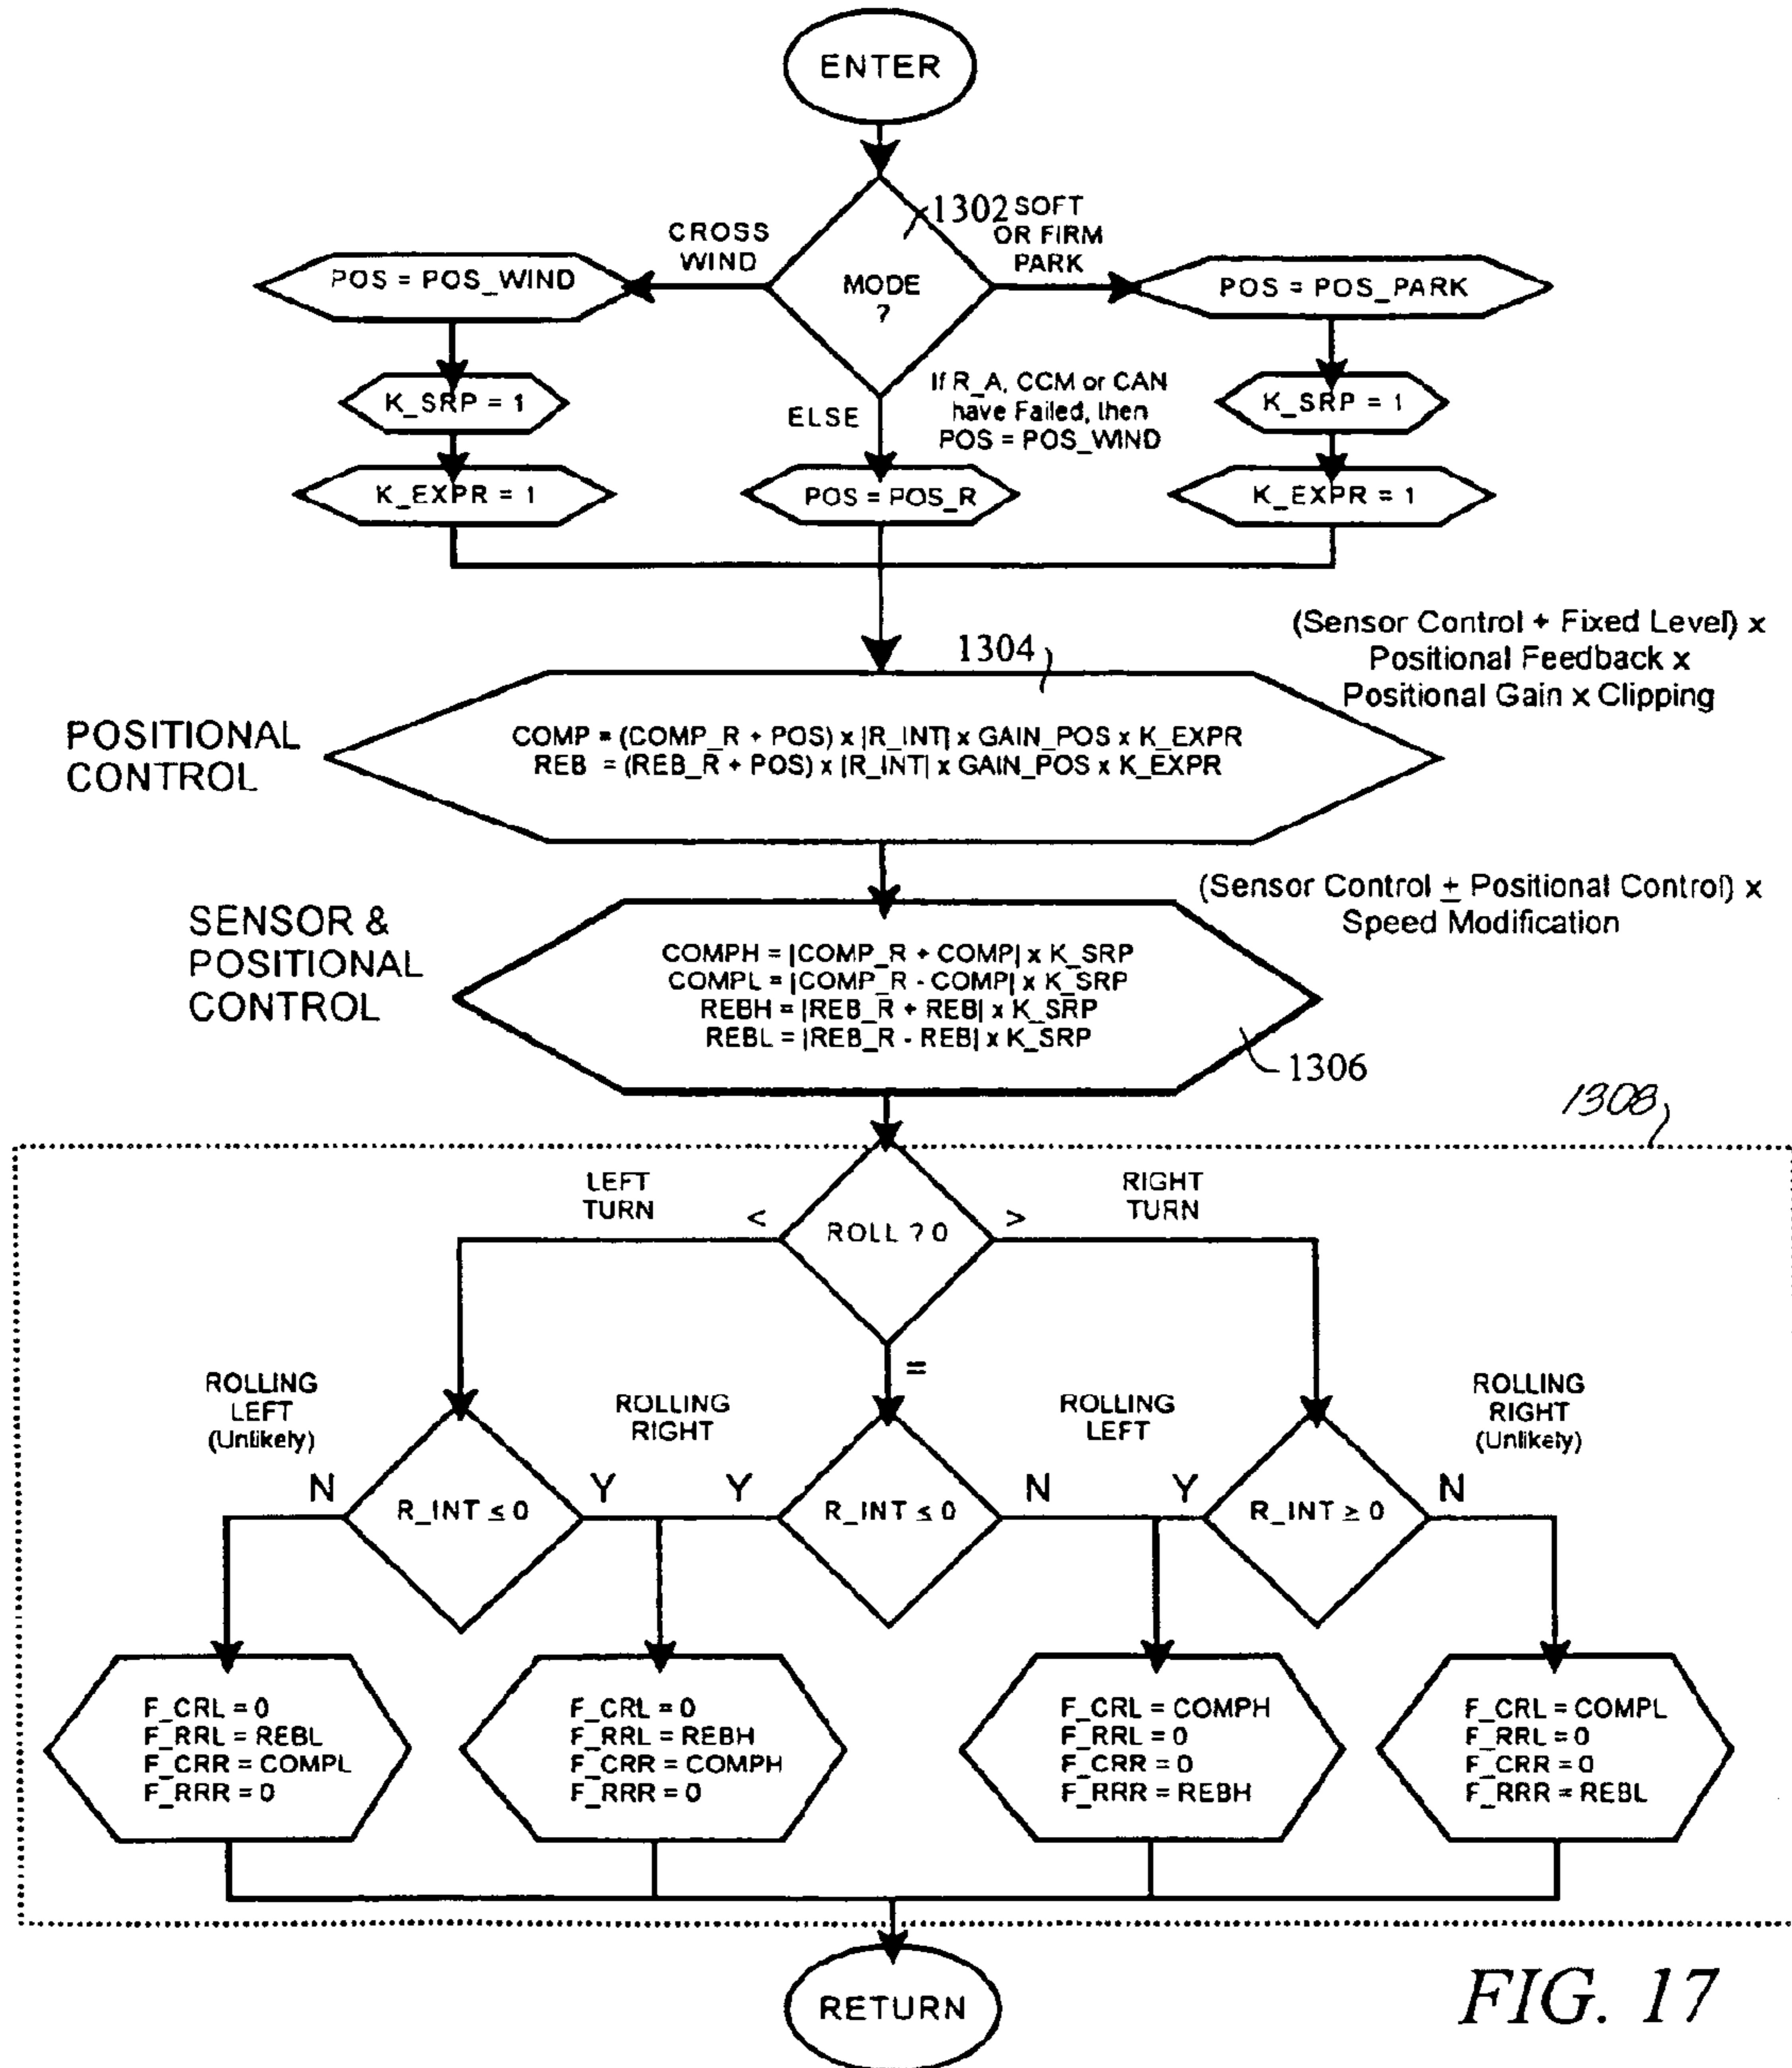 ENTER
1302
SOFT
OR FIRM
PARK
CROSS
WIND
MODE
?
POS = POS_WIND
POS = POS_PARK
K_SRP = 1
ELSE
If R_A, CCM or CAN
have Failed, then
POS = POS_WIND
K_SRP = 1
K_EXPR = 1
POS = POS_R
K_EXPR = 1
(Sensor Control + Fixed Level) x
Positional Feedback x
Positional Gain x Clipping
1304
POSITIONAL
CONTROL
COMP = (COMP_R + POS) x |R_INT| x GAIN_POS x K_EXPR
REB = (REB_R + POS) x |R_INT| x GAIN_POS x K_EXPR
(Sensor Control ± Positional Control) x
Speed Modification
SENSOR &
POSITIONAL
CONTROL
COMPH = |COMP_R + COMP| x K_SRP
COMPL = |COMP_R - COMP| x K_SRP
REBH = |REB_R + REB| x K_SRP
REBL = |REB_R - REB| x K_SRP
1306
1308
LEFT
TURN
<
ROLL ? 0
>
RIGHT
TURN
=
ROLLING
LEFT
(Unlikely)
ROLLING
RIGHT
ROLLING
LEFT
ROLLING
RIGHT
(Unlikely)
N
R_INT ≤ 0
Y
Y
R_INT ≤ 0
N
Y
R_INT ≥ 0
N
F_CRL = 0
F_RRL = REBL
F_CRR = COMPL
F_RRR = 0
F_CRL = 0
F_RRL = REBH
F_CRR = COMPH
F_RRR = 0
F_CRL = COMPH
F_RRL = 0
F_CRR = 0
F_RRR = REBH
F_CRL = COMPL
F_RRL = 0
F_CRR = 0
F_RRR = REBL
RETURN
FIG. 17